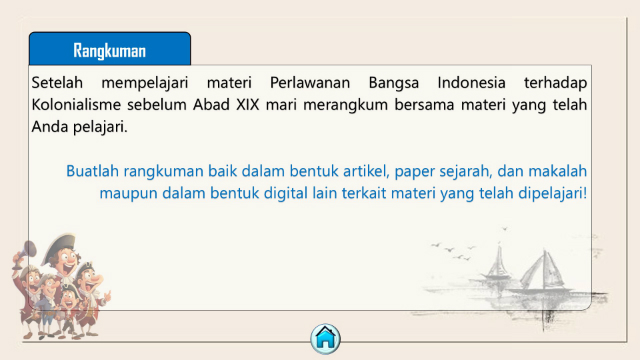 Rangkuman
Setelah mempelajari materi Perlawanan Bangsa Indonesia terhadap
Kolonialisme sebelum Abad XIX mari merangkum bersama materi yang telah
Anda pelajari.
Buatlah rangkuman baik dalam bentuk artikel, paper sejarah, dan makalah
maupun dalam bentuk digital lain terkait materi yang telah dipelajari!